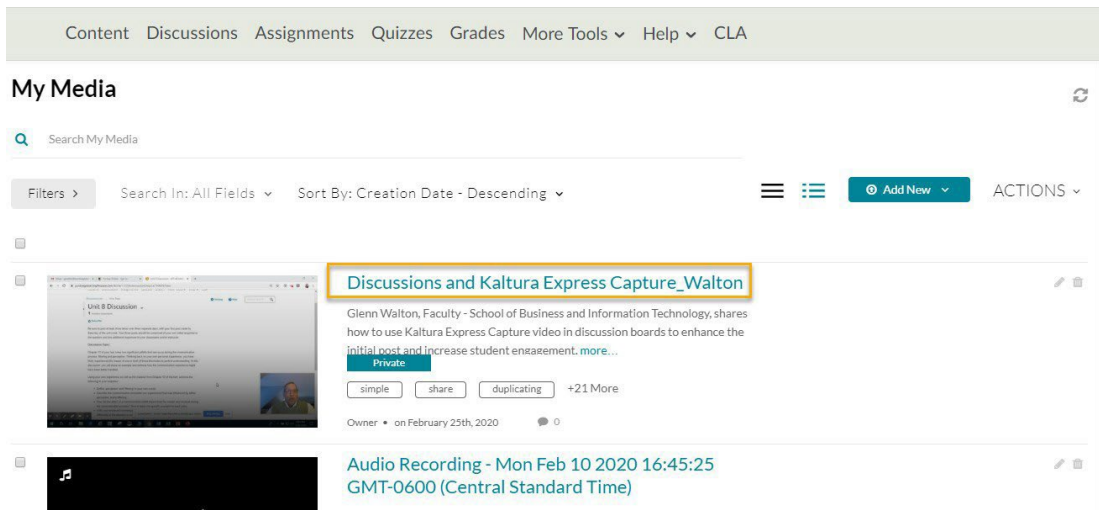 Content Discussions Assignments Quizzes Grades More Tools Help CLA
My Media
Search My Media
Filters > Search In: All Fields Sort By: Creation Date - Descending Add New ACTIONS
Discussions and Kaltura Express Capture_Walton
Glenn Walton, Faculty - School of Business and Information Technology, shares
how to use Kaltura Express Capture video in discussion boards to enhance the
initial post and increase student engagement. more...
Private
simple share duplicating +21 More
Owner • on February 25th, 2020 0
Unit 8 Discussion
Audio Recording - Mon Feb 10 2020 16:45:25
GMT-0600 (Central Standard Time)